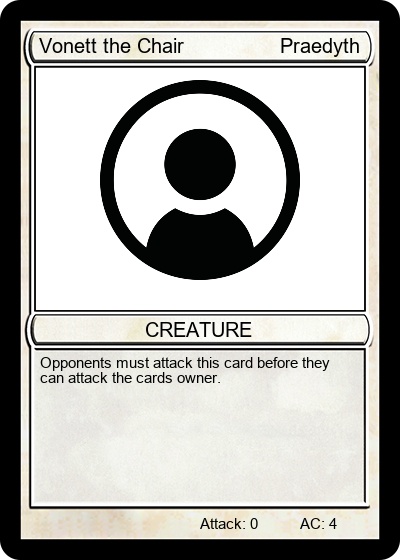 Vonett the Chair Praedyth
CREATURE
Opponents must attack this card before they
can attack the cards owner.
Attack: 0 AC: 4